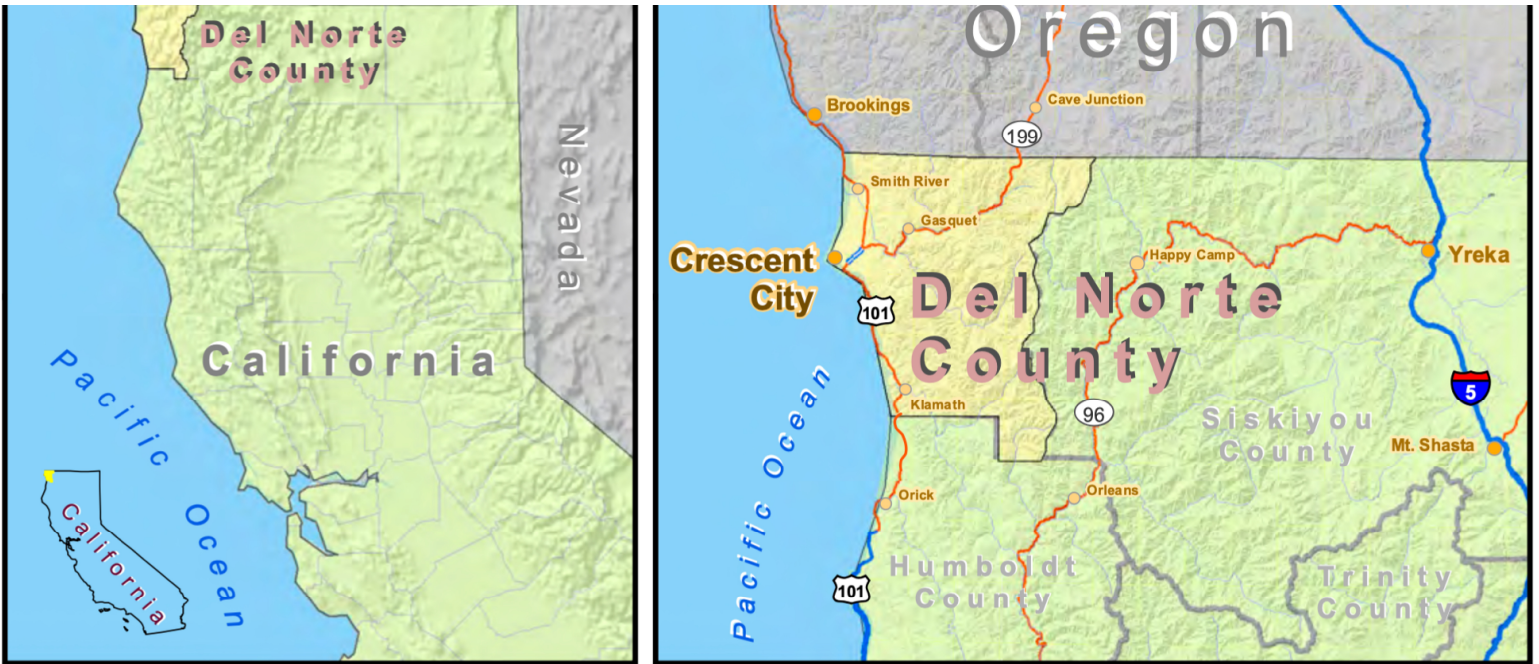 Del Norte
County
Nevada
California
Pacific
Ocean
California
Oregon
Brookings
Cave Junction
199
Smith River
Gasquet
Crescent
City
Happy Camp
Yreka
101
Del Norte
County
Klamath
96
5
Siskiyou
County
Mt. Shasta
Pacific Ocean
Orick
Orleans
Humboldt
County
101
Trinity
County